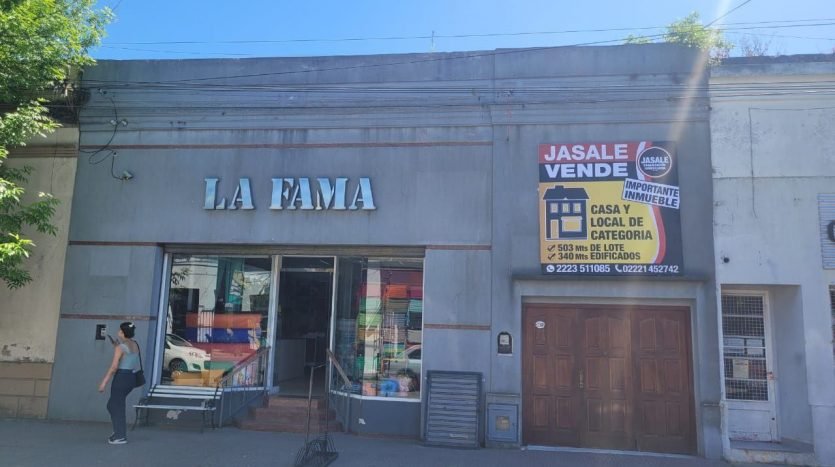 LA FAMA
JASALE
VENDE
JASALE
IMPORTANTE
INMUEBLE
CASA Y
LOCAL DE
CATEGORIA
503 Mts DE LOTE
340 Mts EDIFICADOS
2223 511085 02221 452742